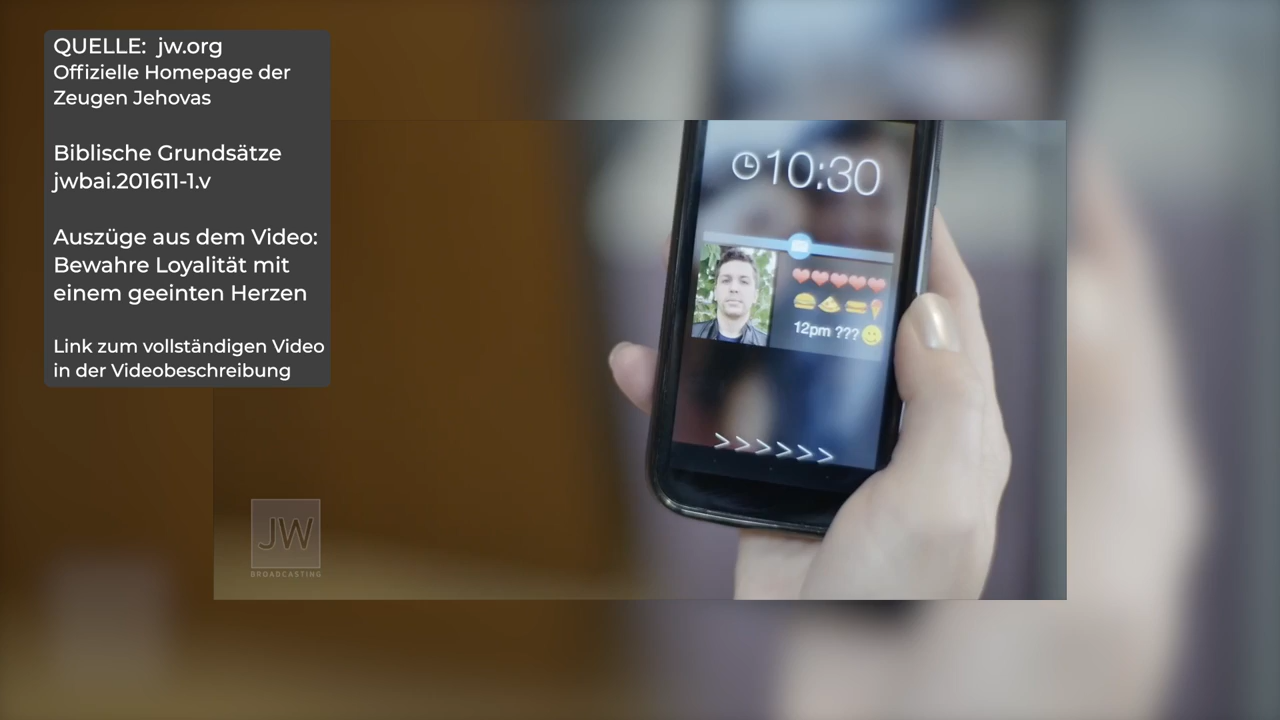 QUELLE: jw.org
Offizielle Homepage der
Zeugen Jehovas
Biblische Grundsätze
jwbai.201611-1.v
Auszüge aus dem Video:
Bewahre Loyalität mit
einem geeinten Herzen
Link zum vollständigen Video
in der Videobeschreibung
10:30
12pm ???
>>>>>>
JW
BROADCASTING